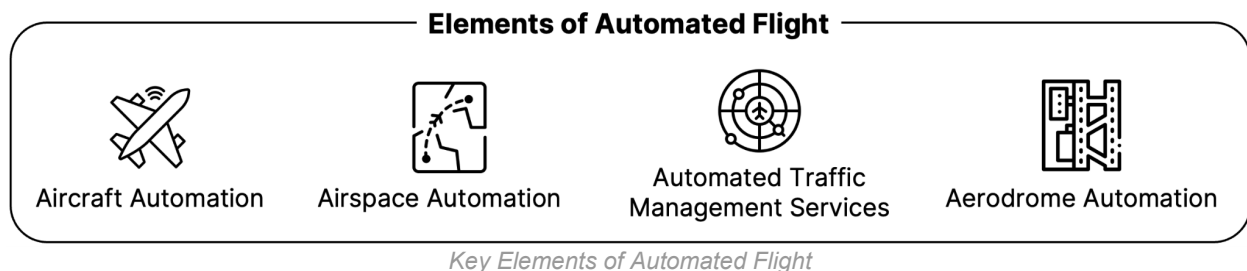 Elements of Automated Flight
Aircraft Automation
Airspace Automation
Automated Traffic
Management Services
Aerodrome Automation
Key Elements of Automated Flight